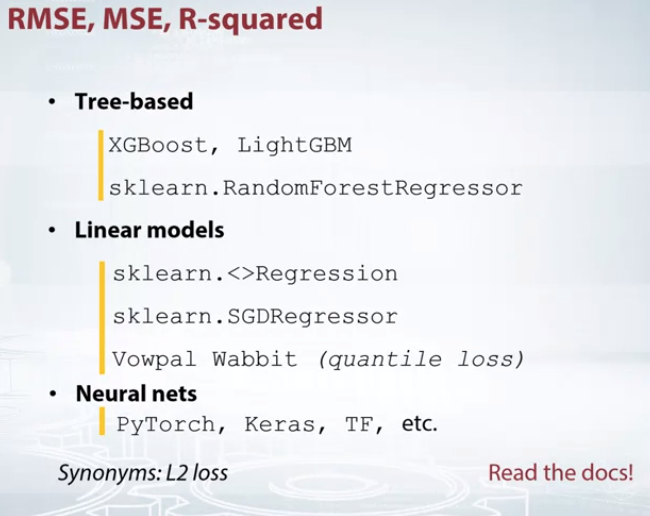 RMSE, MSE, R-squared
• Tree-based
XGBoost, LightGBM
sklearn.RandomForestRegressor
• Linear models
sklearn.<>Regression
sklearn.SGDRegressor
Vowpal Wabbit (quantile loss)
• Neural nets
PyTorch, Keras, TF, etc.
Synonyms: L2 loss
Read the docs!